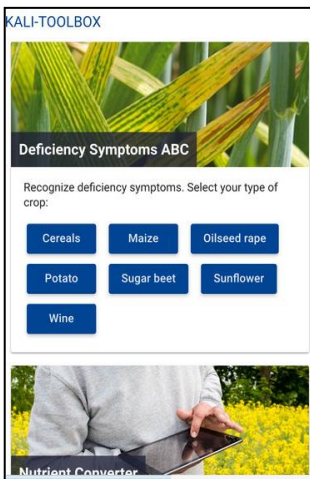 KALI-TOOLBOX
Deficiency Symptoms ABC
Recognize deficiency symptoms. Select your type of
crop:
Cereals Maize Oilseed rape
Potato Sugar beet Sunflower
Wine
Nutrient Converter